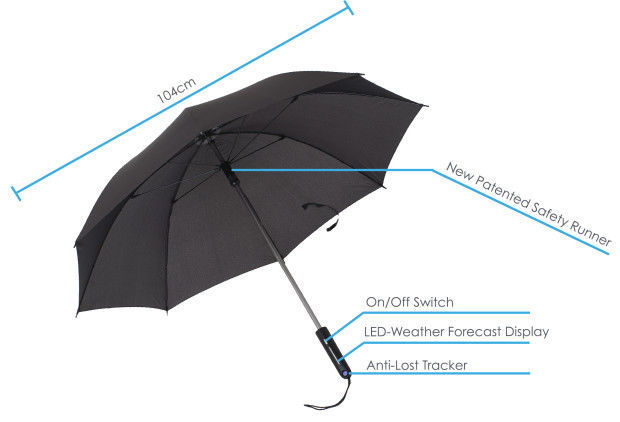 104cm
New Patented Safety Runner
On/Off Switch
LED-Weather Forecast Display
Anti-Lost Tracker